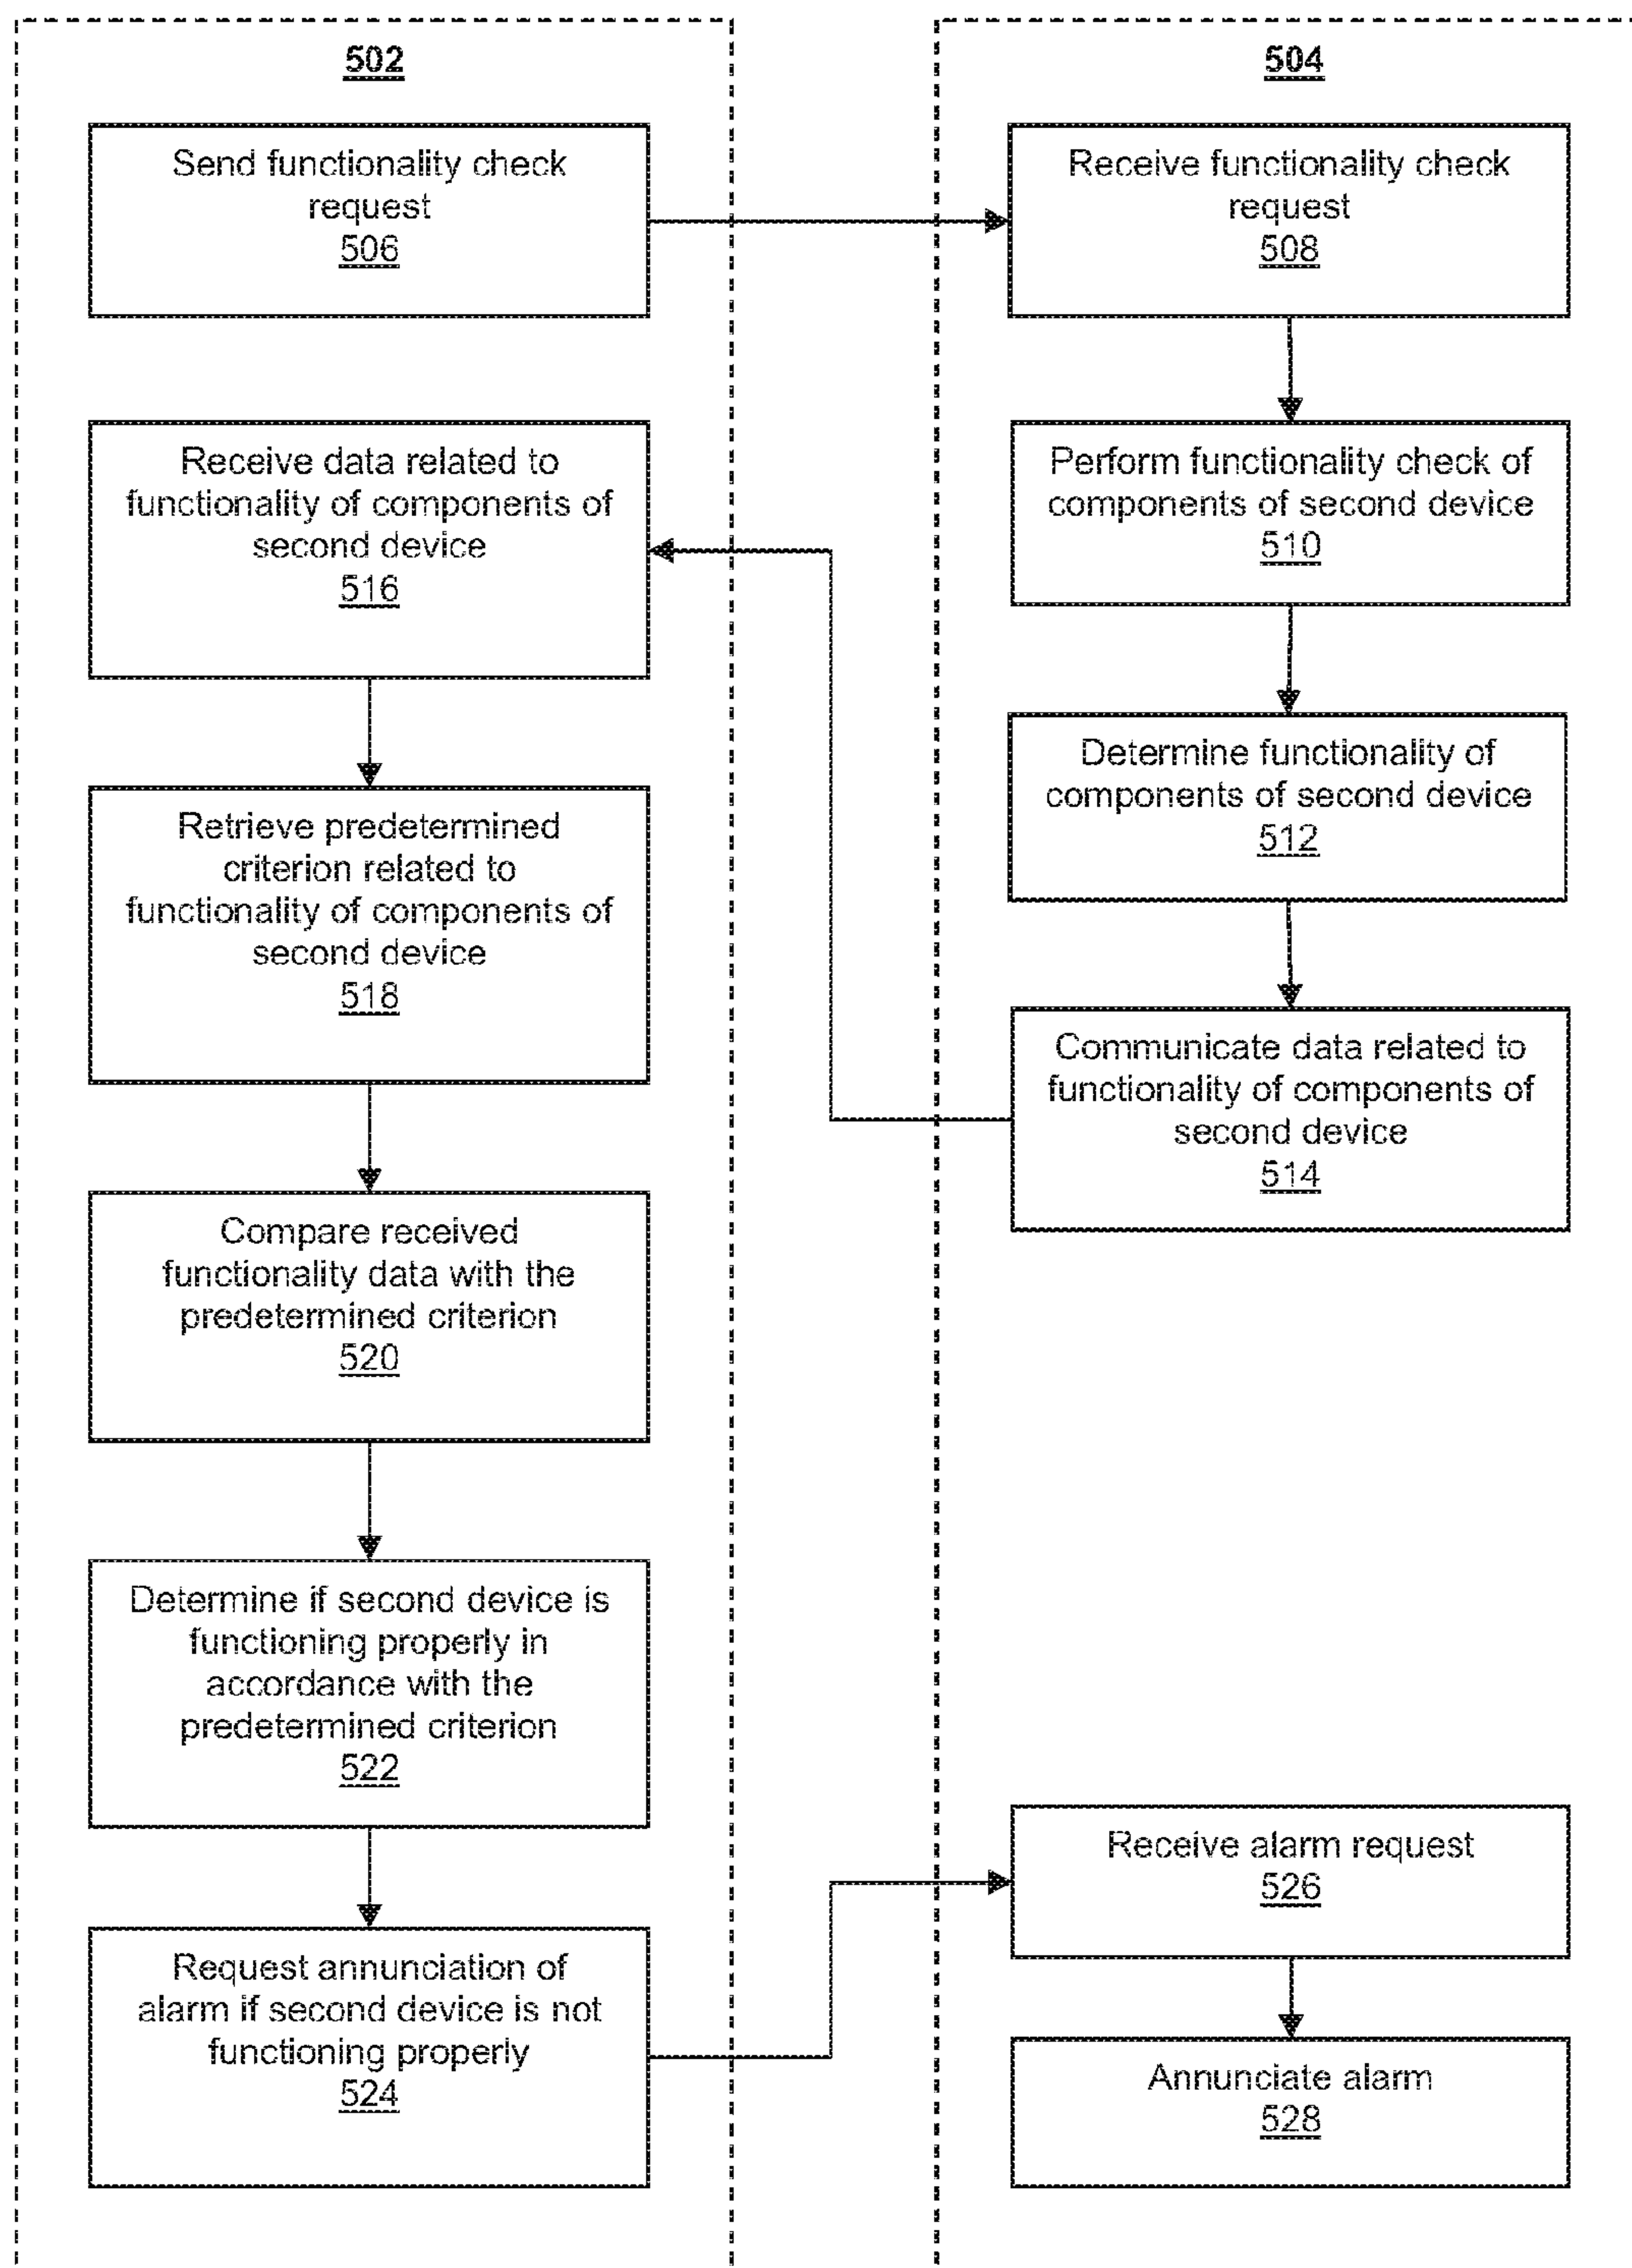 502
Send functionality check
request
506
Receive data related to
functionality of components of
second device
516
Retrieve predetermined
criterion related to
functionality of components of
second device
518
Compare received
functionality data with the
predetermined criterion
520
Determine if second device is
functioning properly in
accordance with the
predetermined criterion
522
Request annunciation of
alarm if second device is not
functioning properly
524
504
Receive functionality check
request
508
Perform functionality check of
components of second device
510
Determine functionality of
components of second device
512
Communicate data related to
functionality of components of
second device
514
Receive alarm request
526
Annunciate alarm
528